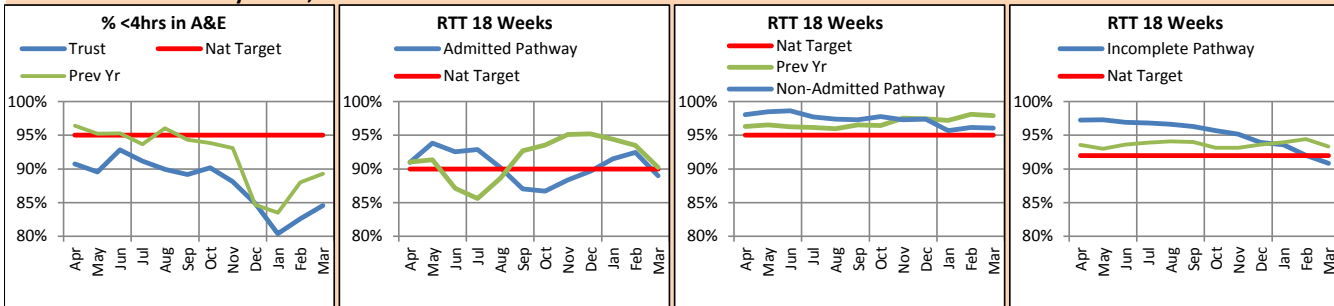 % <4hrs in A&E
Trust
Nat Target
Prev Yr
100%
95%
90%
85%
80%
Apr
May
Jun
Jul
Aug
Sep
Oct
Nov
Dec
Jan
Feb
Mar
RTT 18 Weeks
Admitted Pathway
Nat Target
100%
95%
90%
85%
80%
Apr
May
Jun
Jul
Aug
Sep
Oct
Nov
Dec
Jan
Feb
Mar
RTT 18 Weeks
Nat Target
Prev Yr
Non-Admitted Pathway
100%
95%
90%
85%
80%
Apr
May
Jun
Jul
Aug
Sep
Oct
Nov
Dec
Jan
Feb
Mar
RTT 18 Weeks
Incomplete Pathway
Nat Target
100%
95%
90%
85%
80%
Apr
May
Jun
Jul
Aug
Sep
Oct
Nov
Dec
Jan
Feb
Mar